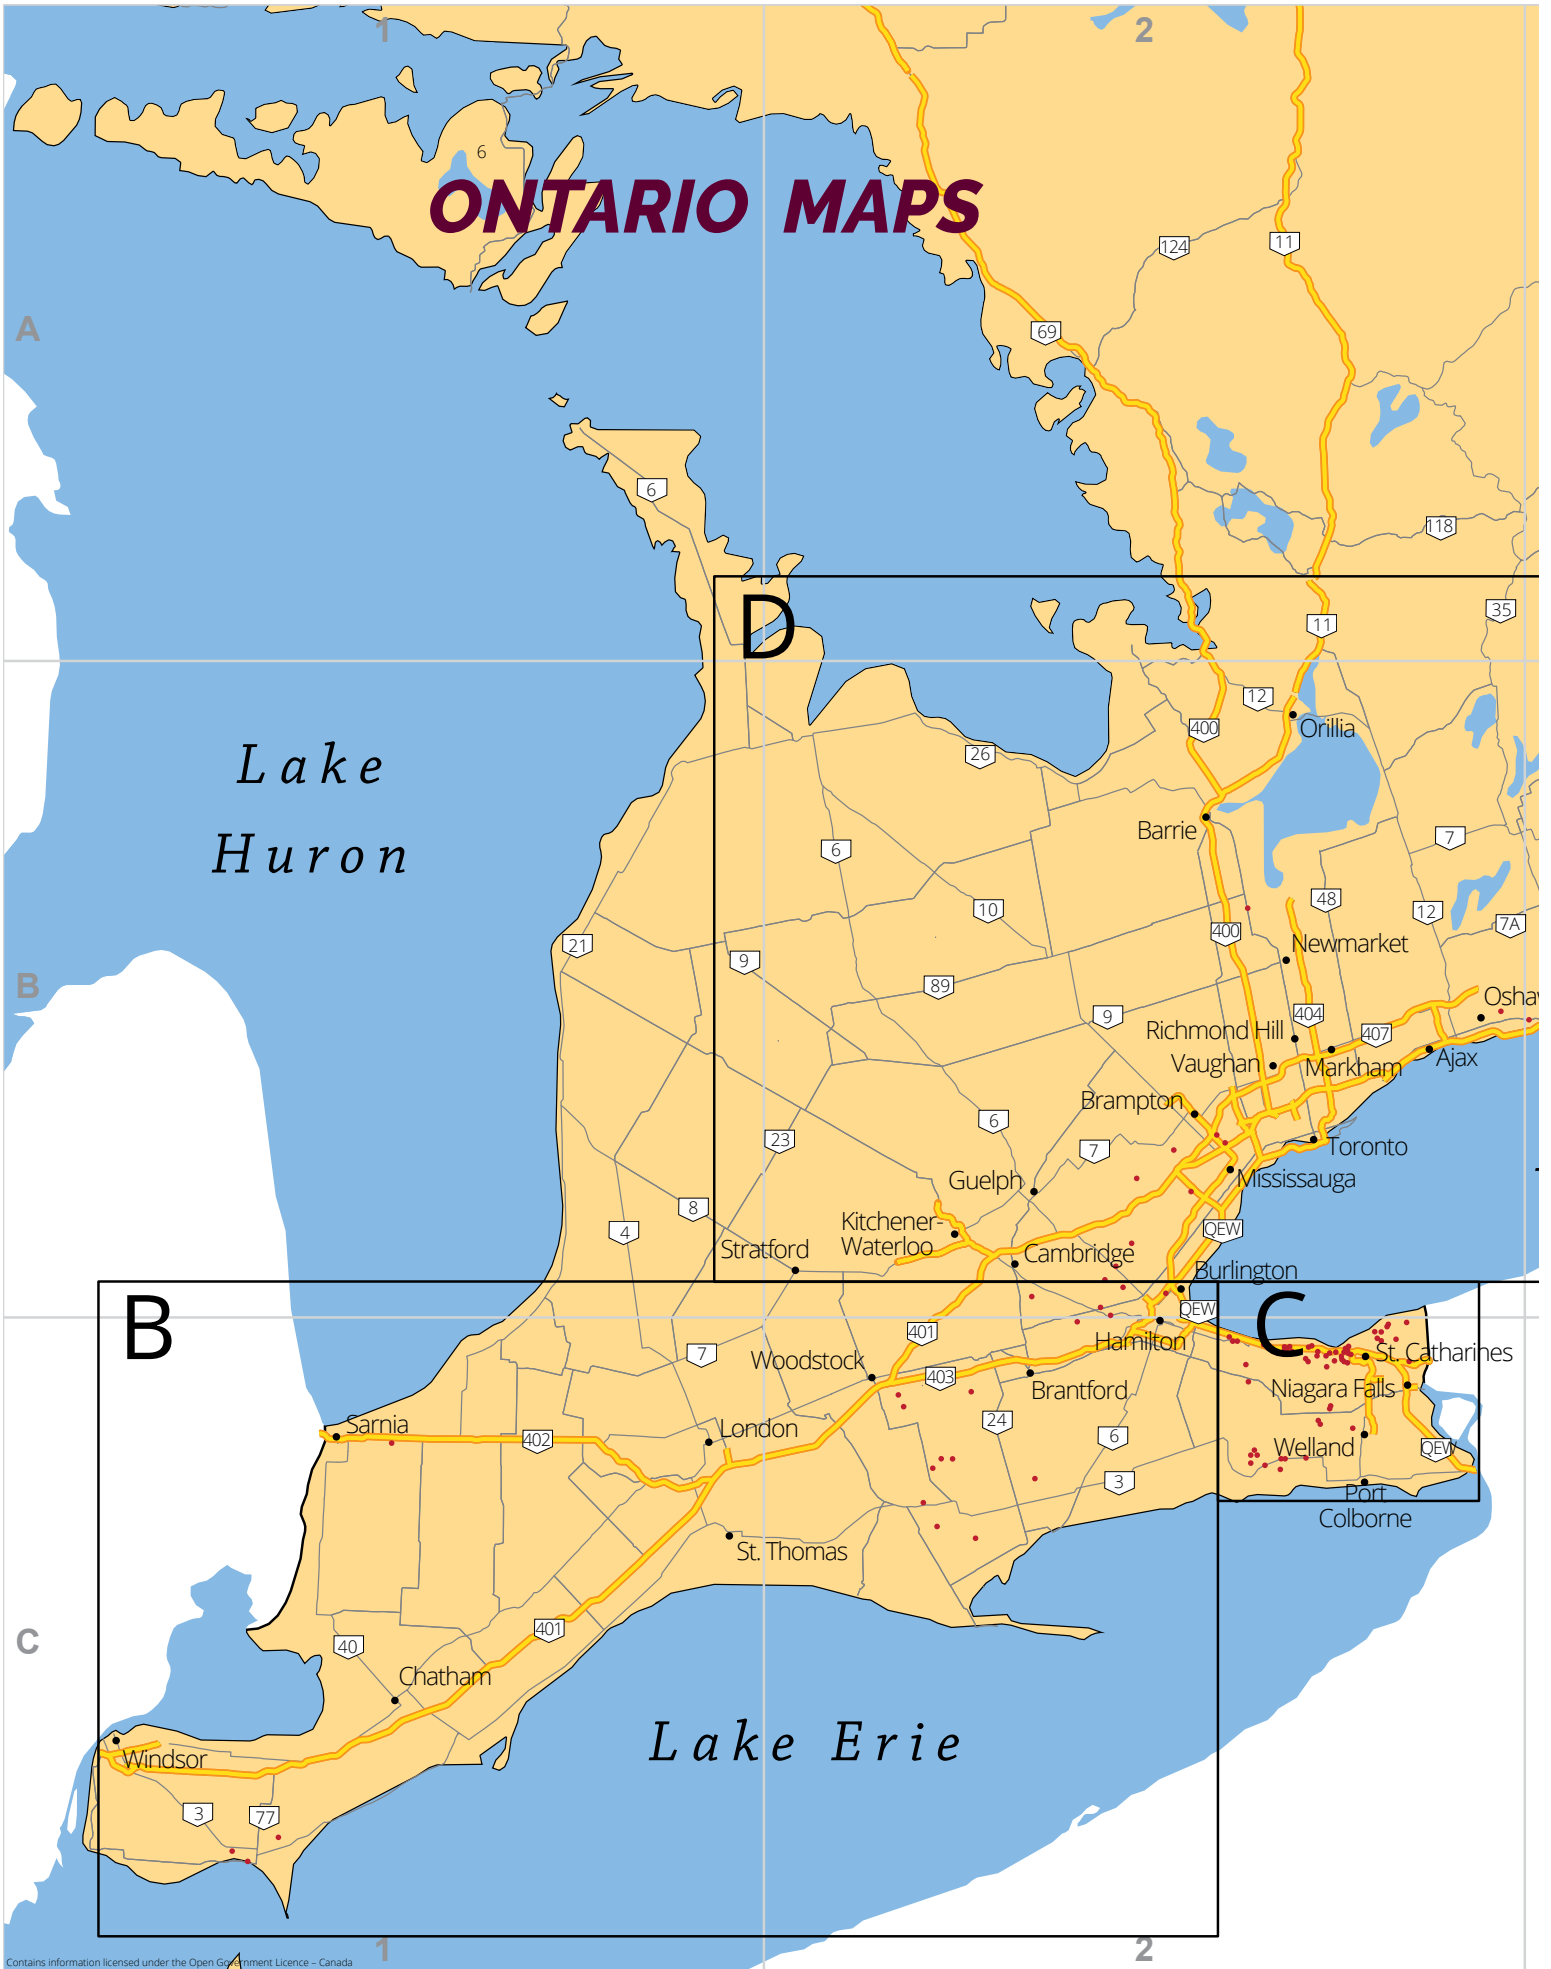 1
2
6
ONTARIO MAPS
124
11
A
69
6
118
D
35
11
12
400
Orillia
Lake
26
Barrie
7
Huron
6
48
10
12
7A
21
400
Newmarket
9
B
89
Osha
9
404
Richmond Hill
407
Vaughan
Markham
Ajax
Brampton
6
23
7
Toronto
Guelph
Mississauga
8
Kitchener-
Waterloo
4
QEW
Stratford
Cambridge
Burlington
B
C
QEW
401
Hamilton
7
Woodstock
St. Catharines
403
Brantford
Niagara Falls
Sarnia
24
London
402
6
Welland
QEW
3
Port
Colborne
St. Thomas
C
401
40
Chatham
Lake Erie
Windsor
3
77
1
2
Contains information licensed under the Open Government Licence – Canada